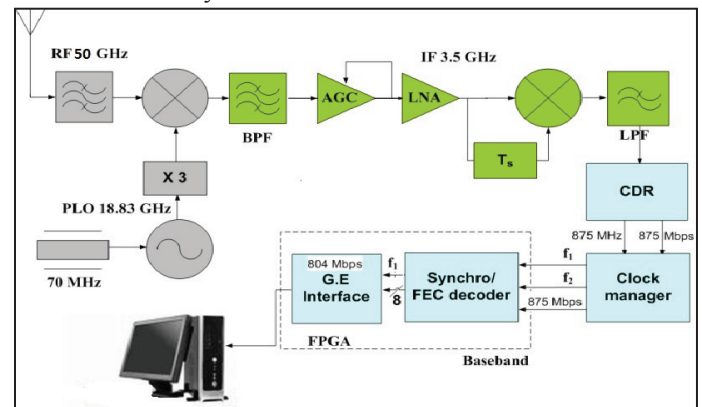 RF 50 GHz
IF 3.5 GHz
AGC
LNA
BPF
LPF
Ts
X 3
CDR
PLO 18.83 GHz
875 MHz
875 Mbps
70 MHz
804 Mbps
G.E
Interface
f1
8
Synchro/
FEC decoder
f1
f2
875 Mbps
Clock
manager
FPGA
Baseband